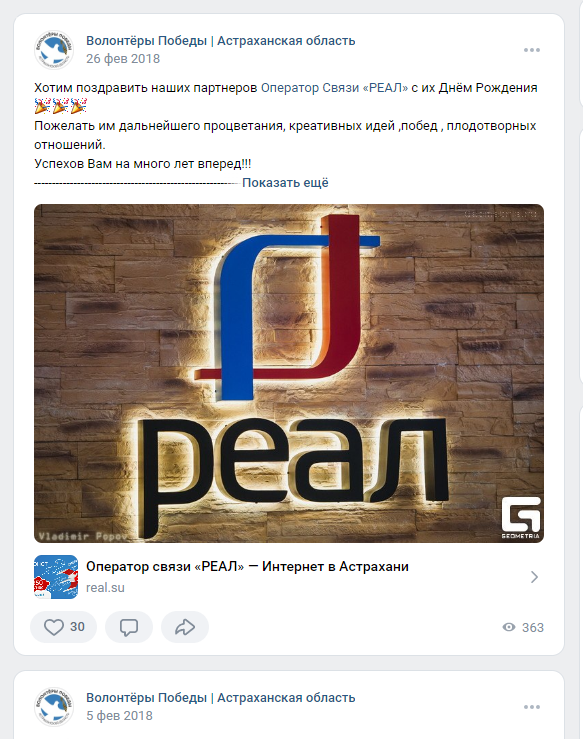 Волонтёры Победы | Астраханская область
26 фев 2018
Хотим поздравить наших партнеров Оператор Связи «РЕАЛ» с их Днём Рождения
Пожелать им дальнейшего процветания, креативных идей ,побед , плодотворных
отношений.
Успехов Вам на много лет вперед!!!
---------------------------------------------------------- Показать ещё
реал
Vladimir Popov
GEOMETRIA
Оператор связи «РЕАЛ» — Интернет в Астрахани
real.su
30
363
Волонтёры Победы | Астраханская область
5 фев 2018